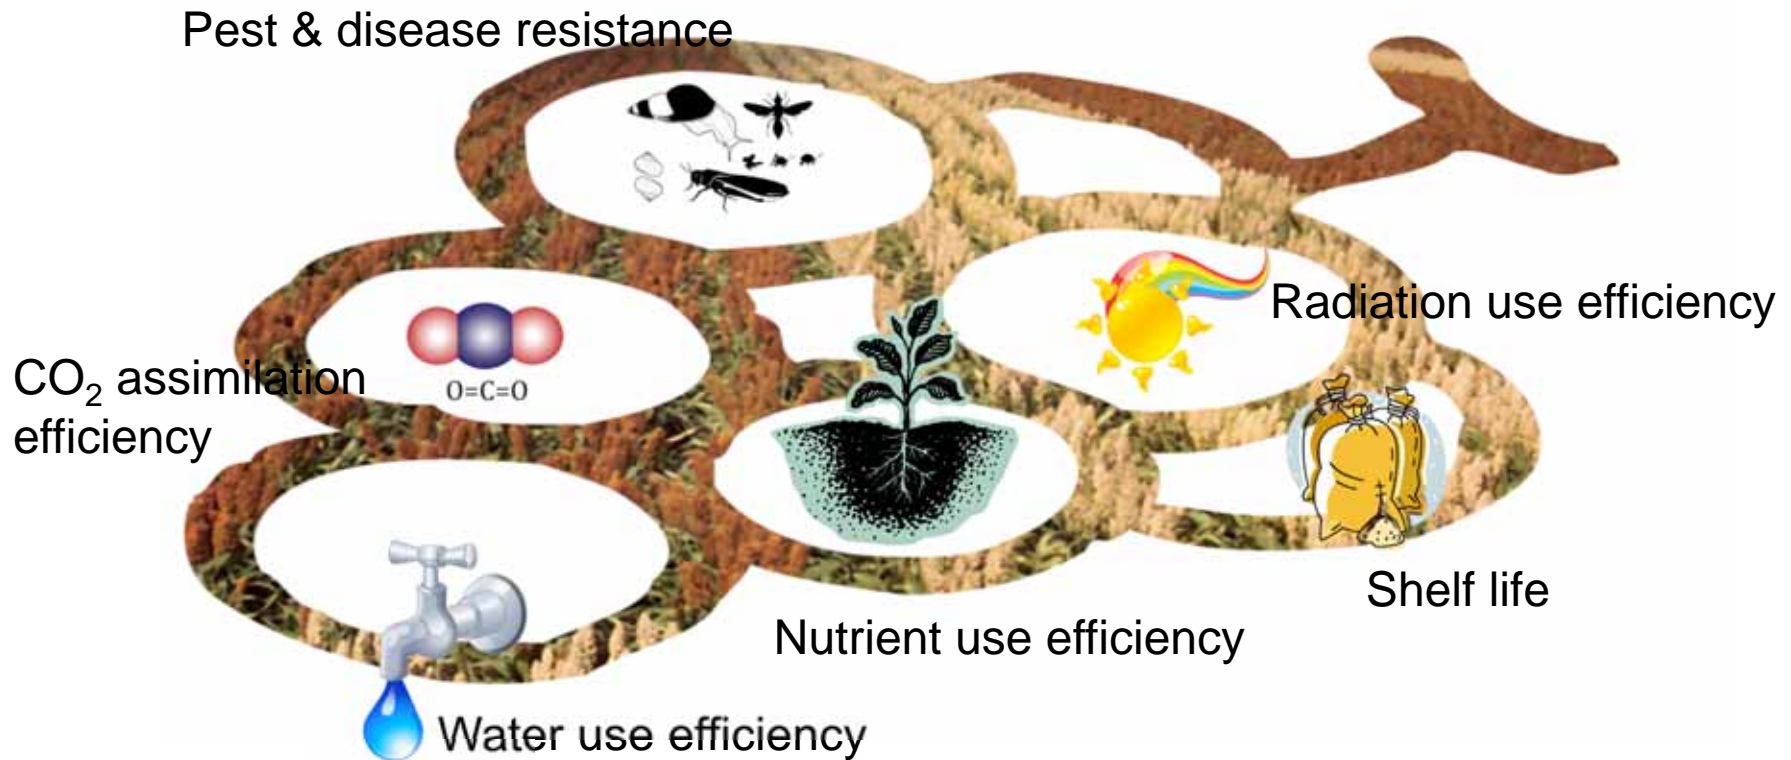 Pest & disease resistance
Radiation use efficiency
CO₂ assimilation
efficiency
O=C=O
Shelf life
Nutrient use efficiency
Water use efficiency